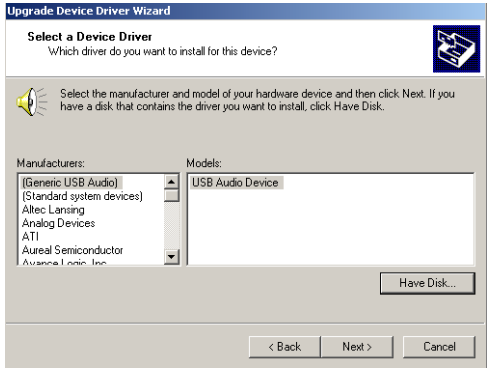 Upgrade Device Driver Wizard
Select a Device Driver
Which driver do you want to install for this device?
Select the manufacturer and model of your hardware device and then click Next. If you
have a disk that contains the driver you want to install, click Have Disk.
Manufacturers:
Models:
(Generic USB Audio)
(Standard system devices)
Altec Lansing
Analog Devices
ATI
Aureal Semiconductor
Avance Logic, Inc.
USB Audio Device
Have Disk...
< Back
Next >
Cancel